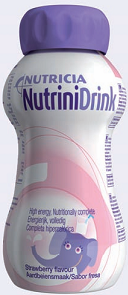 NUTRICIA
NutriniDrink
High energy, Nutritionally complete
Energierijk, volledig
Completa hipercalórica
Strawberry flavour
Aardbeiensmaak/Sabor fresa